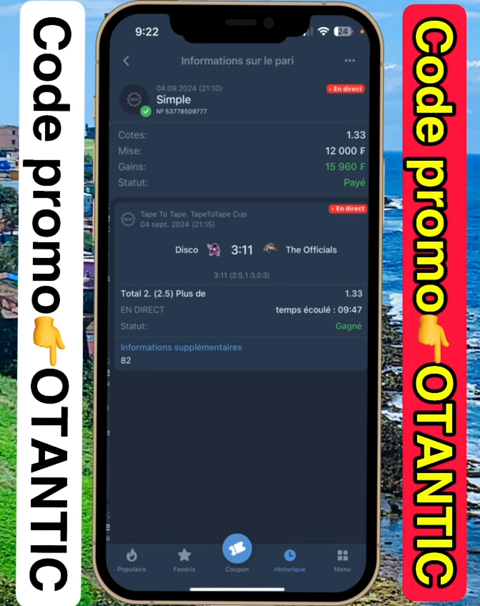 Code promo👉OTANTIC
9:22
24
Informations sur le pari
04.09.2024 (21:10)
En direct
Simple
Nº 53778509777
Cotes: 1.33
Mise: 12 000 ₣
Gains: 15 960 ₣
Statut: Payé
En direct
Tape To Tape. TapeToTape Cup
04 sept. 2024 (21:15)
Disco 3:11 The Officials
3:11 (2:5,1:3,0:3)
Total 2. (2.5) Plus de 1.33
EN DIRECT temps écoulé : 09:47
Statut: Gagné
Informations supplémentaires
82
Populaire
Favoris
Coupon
Historique
Menu
Code promo👉OTANTIC